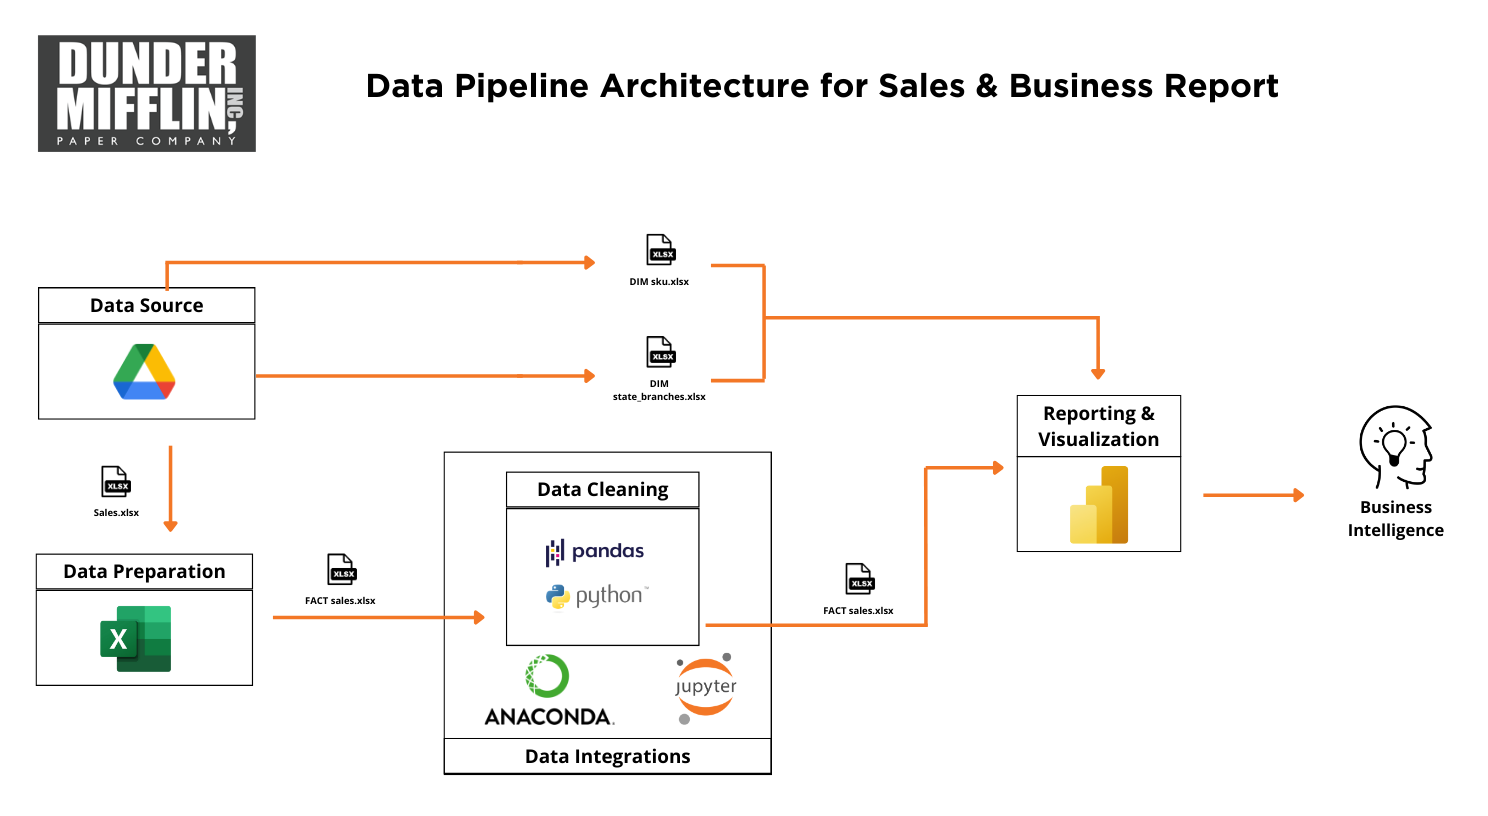 DUNDER
MIFFLIN, INC
PAPER COMPANY
Data Pipeline Architecture for Sales & Business Report
XLSX
DIM sku.xlsx
Data Source
XLSX
DIM
state_branches.xlsx
Reporting &
Visualization
XLSX
Sales.xlsx
Data Cleaning
pandas
python™
Business
Intelligence
Data Preparation
X
XLSX
FACT sales.xlsx
XLSX
FACT sales.xlsx
ANACONDA.
jupyter
Data Integrations